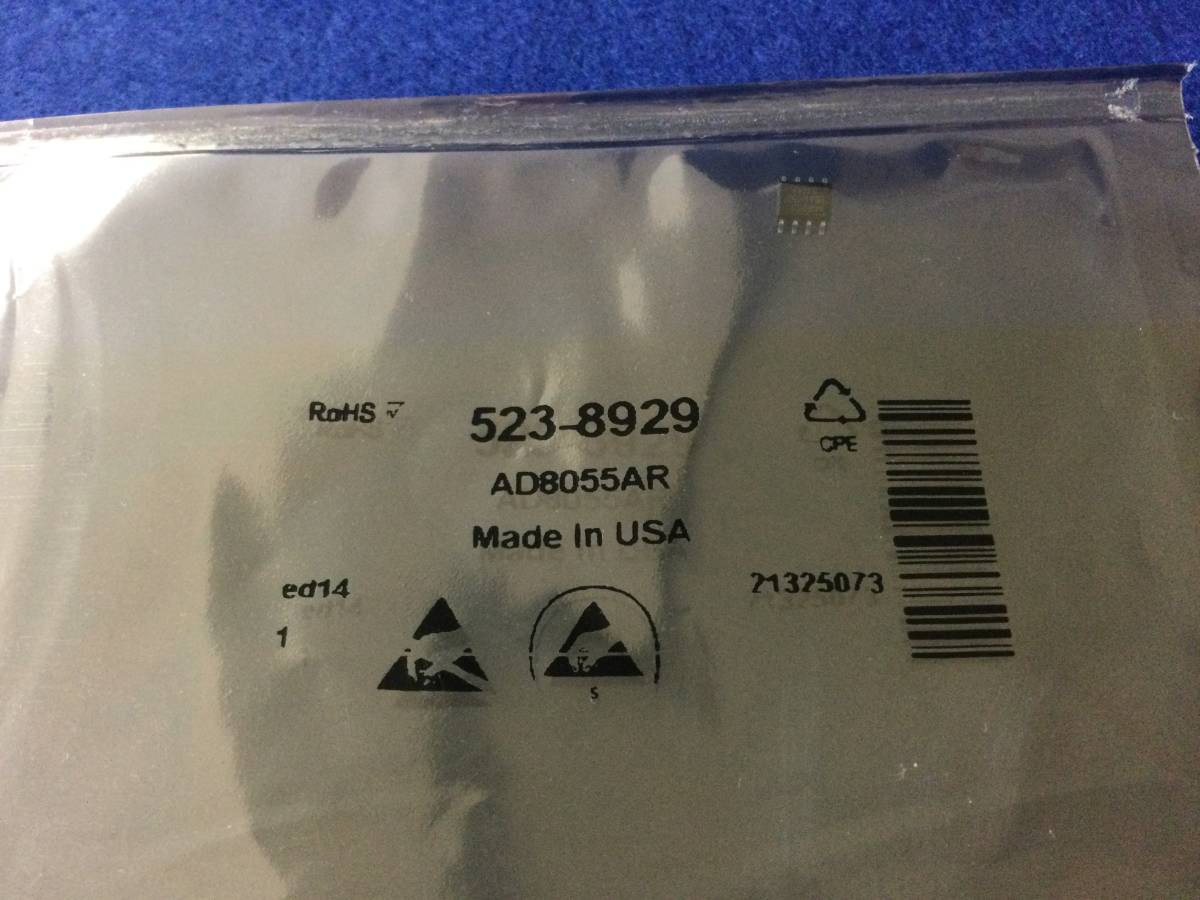 RoHS
523-8929
AD8055AR
Made In USA
CPE
21325073
ed14
1
S